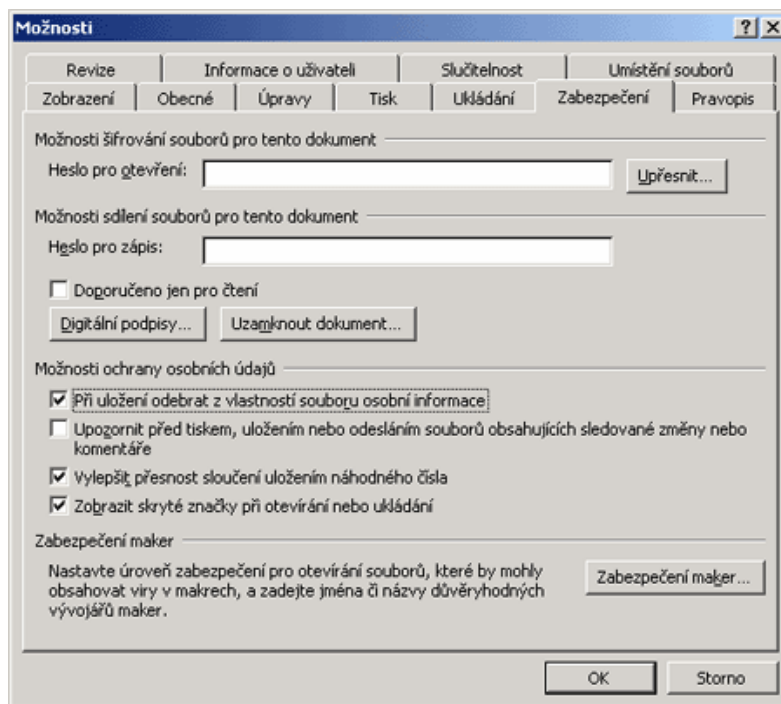 Možnosti
Revize
Informace o uživateli
Slučitelnost
Umístění souborů
Zobrazení
Obecné
Úpravy
Tisk
Ukládání
Zabezpečení
Pravopis
Možnosti šifrování souborů pro tento dokument
Heslo pro otevření:
Upřesnit...
Možnosti sdílení souborů pro tento dokument
Heslo pro zápis:
Doporučeno jen pro čtení
Digitální podpisy...
Uzamknout dokument...
Možnosti ochrany osobních údajů
Při uložení odebrat z vlastností souboru osobní informace
Upozornit před tiskem, uložením nebo odesláním souborů obsahujících sledované změny nebo
komentáře
Vylepšit přesnost sloučení uložením náhodného čísla
Zobrazit skryté značky při otevírání nebo ukládání
Zabezpečení maker
Nastavte úroveň zabezpečení pro otevírání souborů, které by mohly
obsahovat viry v makrech, a zadejte jména či názvy důvěryhodných
vývojářů maker.
Zabezpečení maker...
OK
Storno